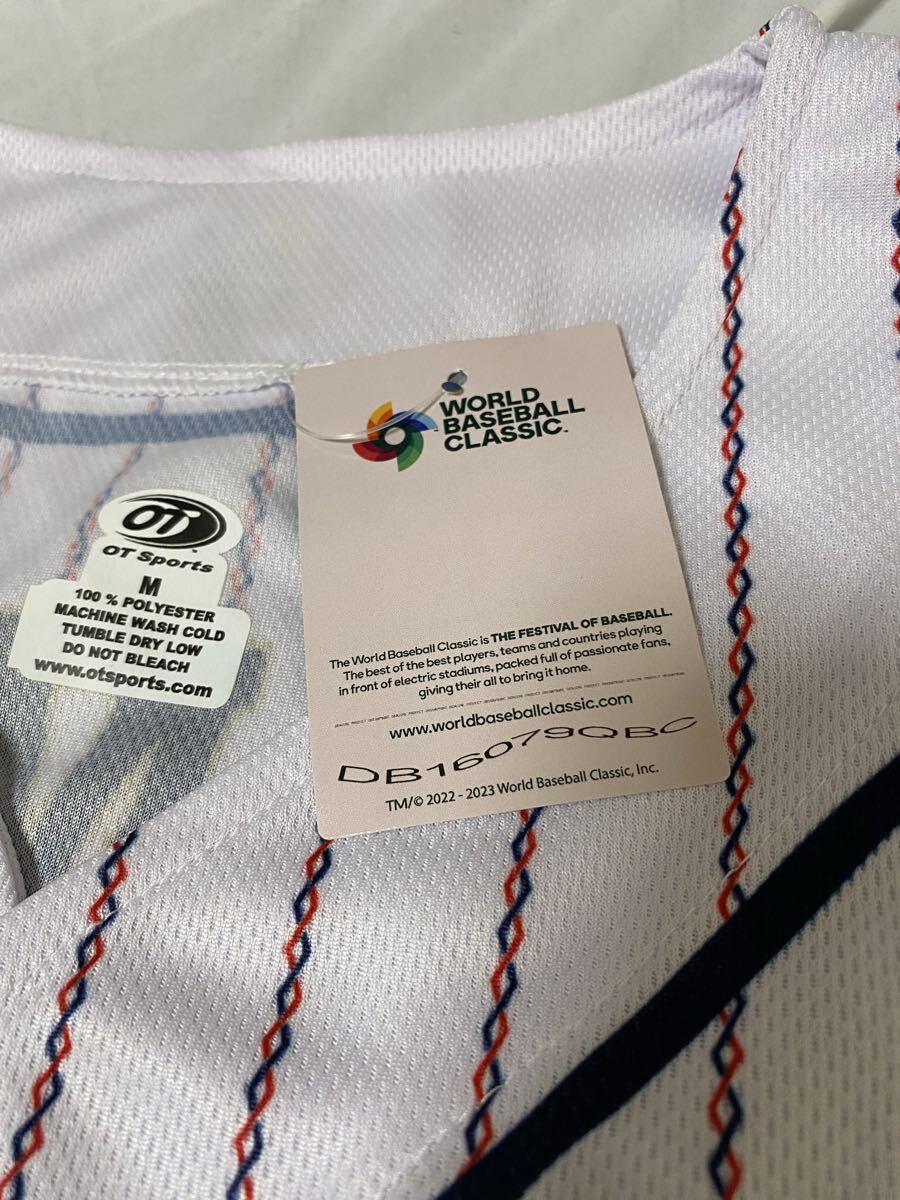 WORLD
BASEBALL
CLASSIC™
The World Baseball Classic is THE FESTIVAL OF BASEBALL.
The best of the best players, teams and countries playing
in front of electric stadiums, packed full of passionate fans,
giving their all to bring it home.
www.worldbaseballclassic.com
DB16079QBC
TM/© 2022 - 2023 World Baseball Classic, Inc.
OT™
OT Sports
M
100 % POLYESTER
MACHINE WASH COLD
TUMBLE DRY LOW
DO NOT BLEACH
www.otsports.com